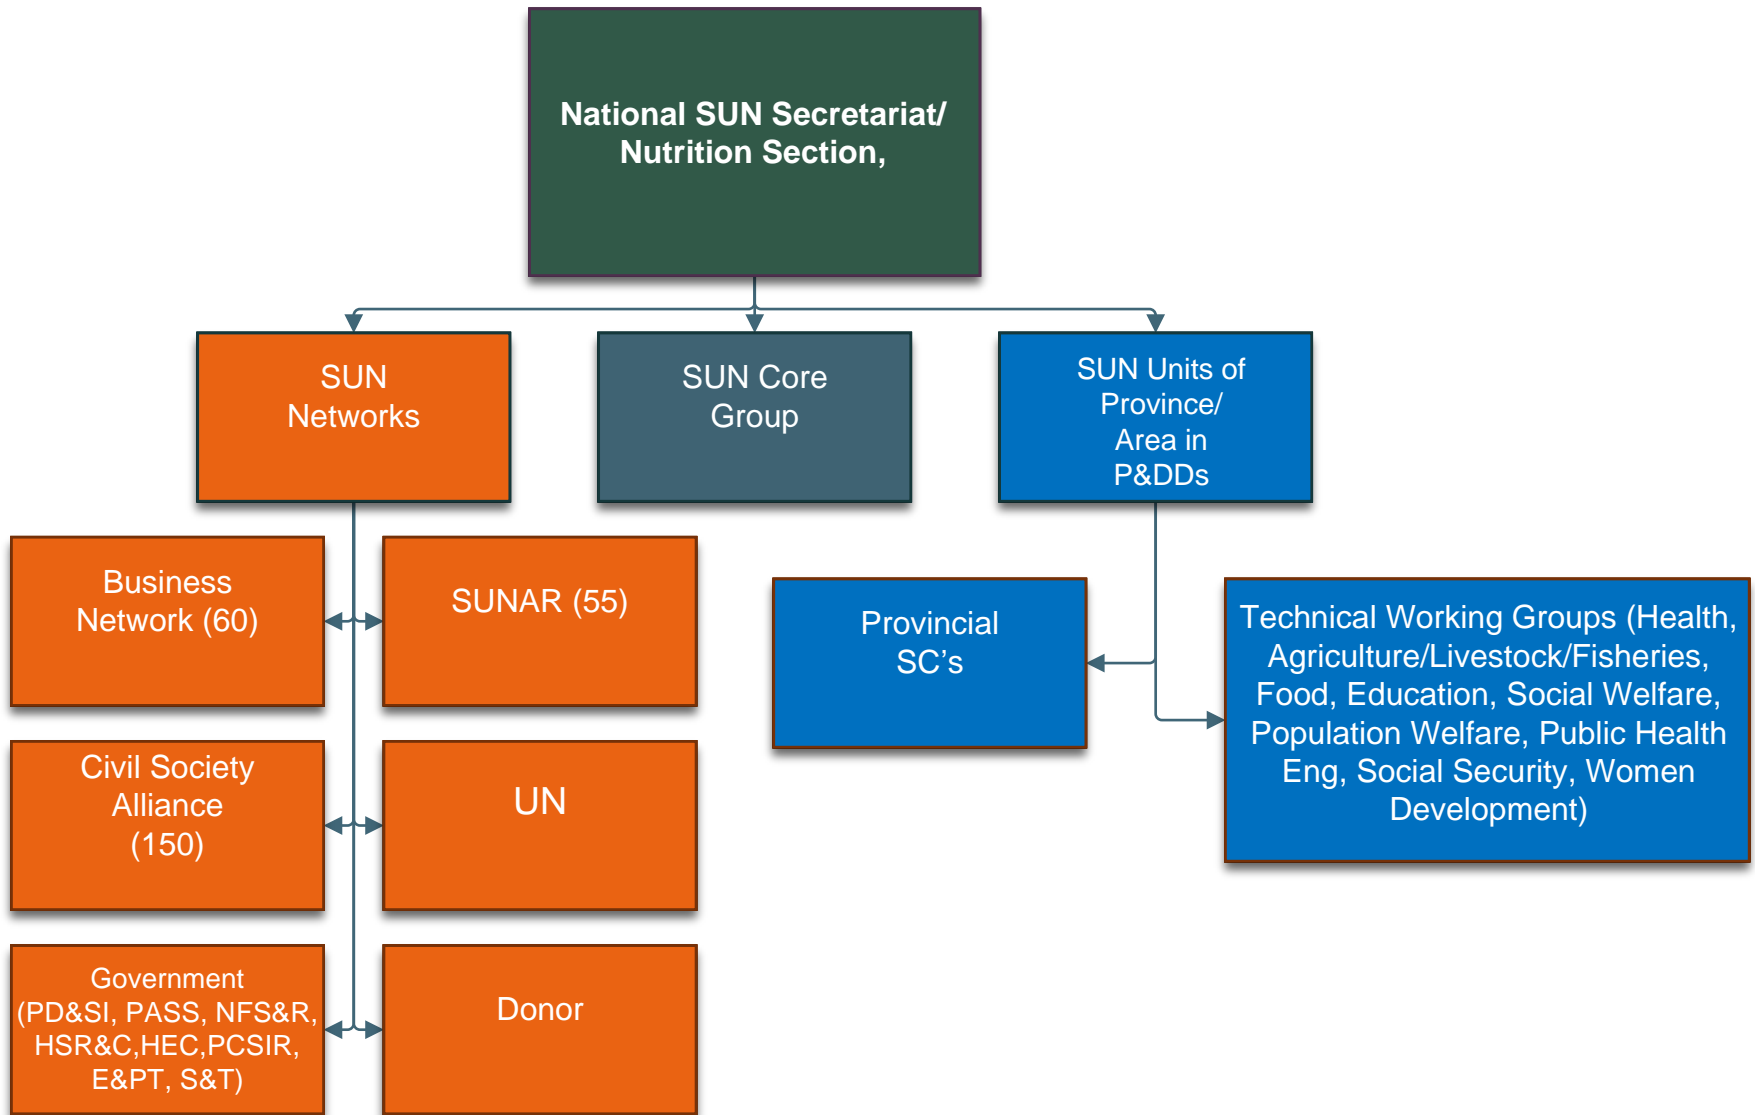 National SUN Secretariat/
Nutrition Section,
SUN
Networks
SUN Core
Group
SUN Units of
Province/
Area in
P&DDs
Business
Network (60)
SUNAR (55)
Provincial
SC’s
Technical Working Groups (Health,
Agriculture/Livestock/Fisheries,
Food, Education, Social Welfare,
Population Welfare, Public Health
Eng, Social Security, Women
Development)
Civil Society
Alliance
(150)
UN
Government
(PD&SI, PASS, NFS&R,
HSR&C,HEC,PCSIR,
E&PT, S&T)
Donor